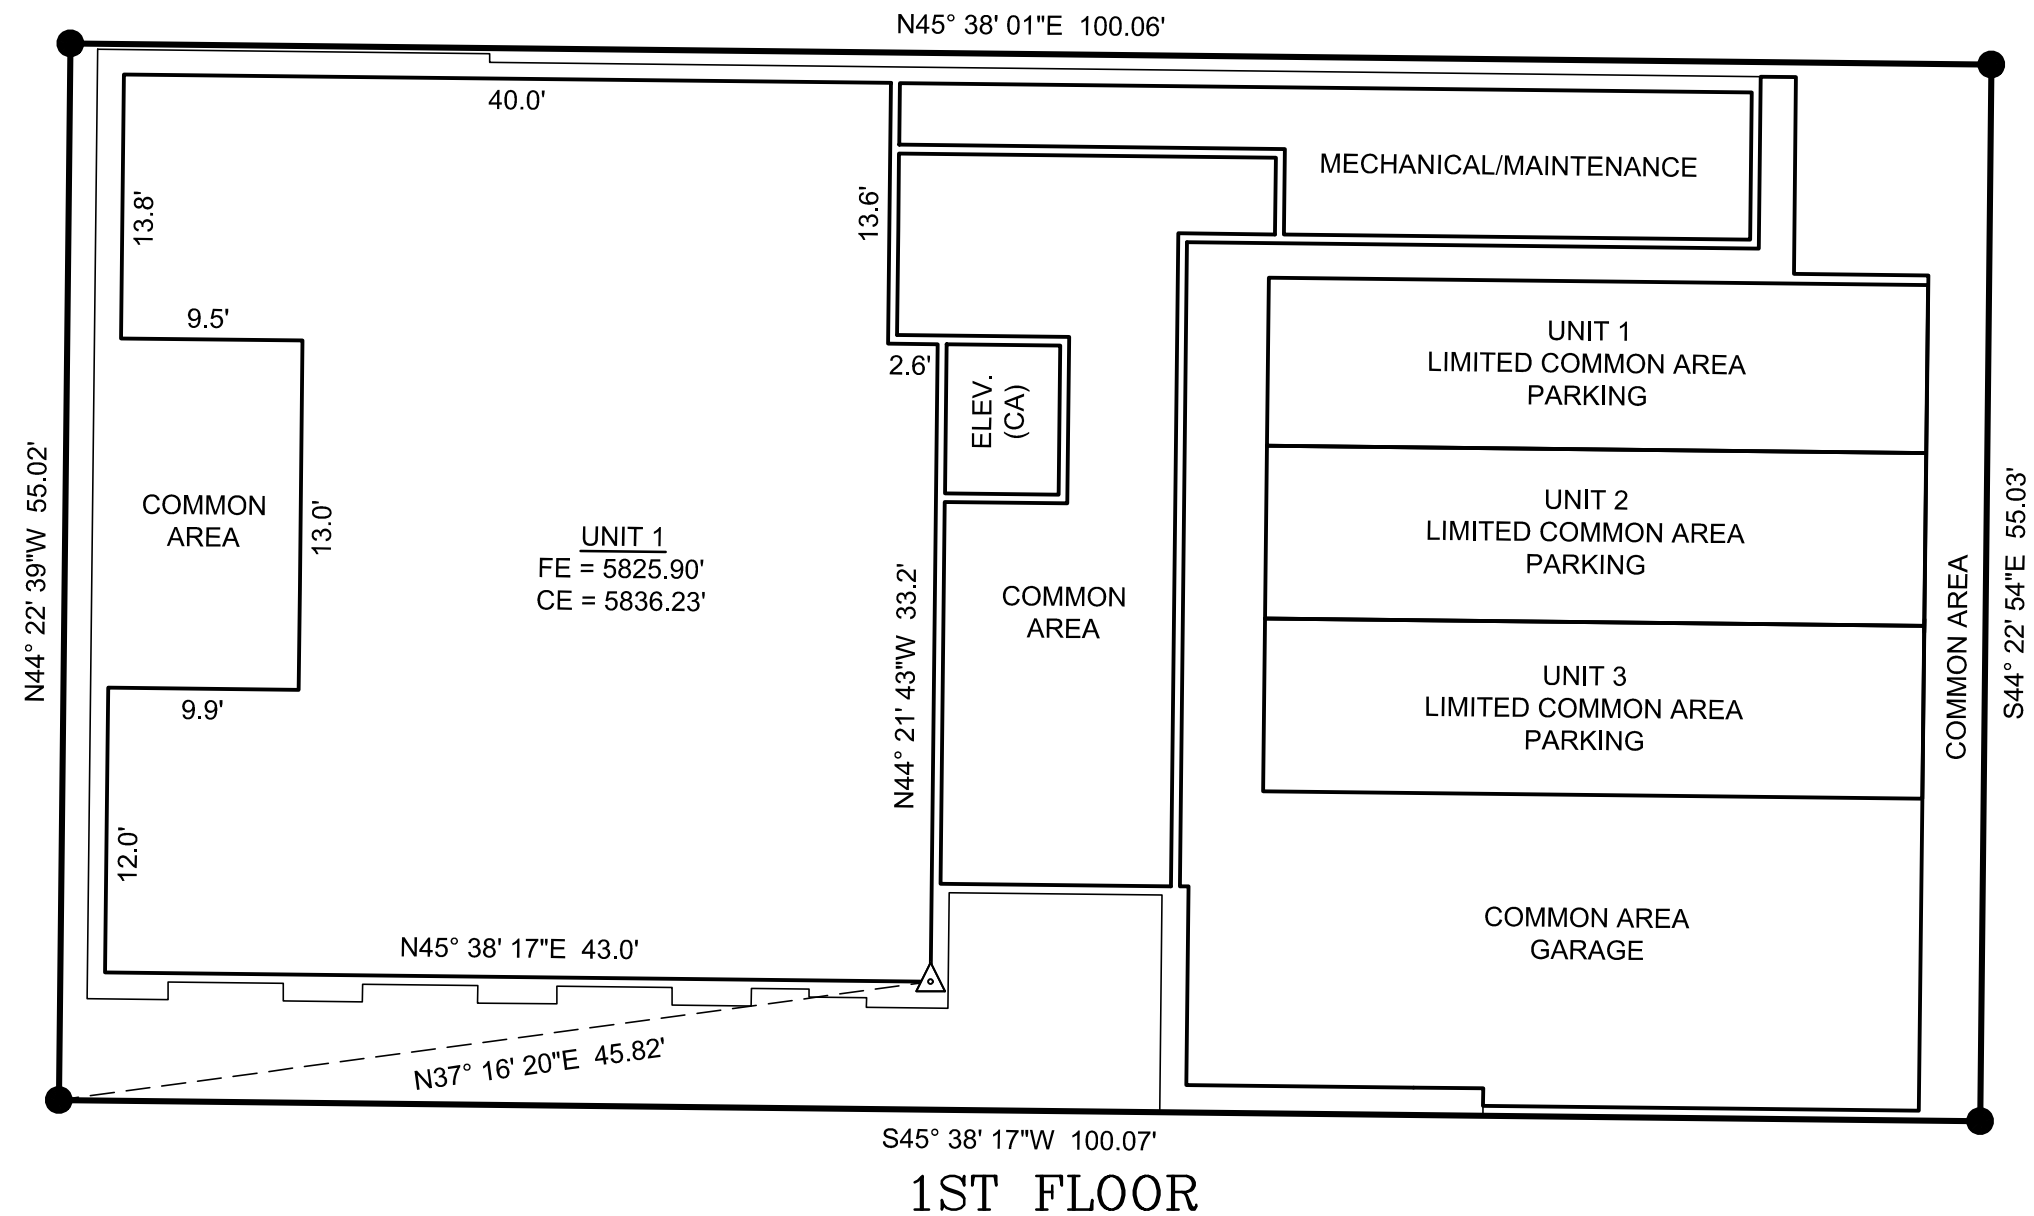 N45° 38' 01"E 100.06'
40.0'
MECHANICAL/MAINTENANCE
13.8'
13.6'
9.5'
2.6'
ELEV.
(CA)
UNIT 1
LIMITED COMMON AREA
PARKING
N44° 22' 39"W 55.02'
COMMON
AREA
13.0'
UNIT 1
FE = 5825.90'
CE = 5836.23'
N44° 21' 43"W 33.2'
COMMON
AREA
UNIT 2
LIMITED COMMON AREA
PARKING
COMMON AREA
S44° 22' 54"E 55.03'
9.9'
UNIT 3
LIMITED COMMON AREA
PARKING
12.0'
N45° 38' 17"E 43.0'
COMMON AREA
GARAGE
N37° 16' 20"E 45.82'
S45° 38' 17"W 100.07'
1ST FLOOR